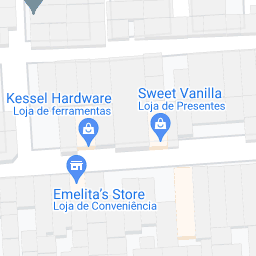 Kessel Hardware
Loja de ferramentas
Sweet Vanilla
Loja de Presentes
Emelita's Store
Loja de Conveniência